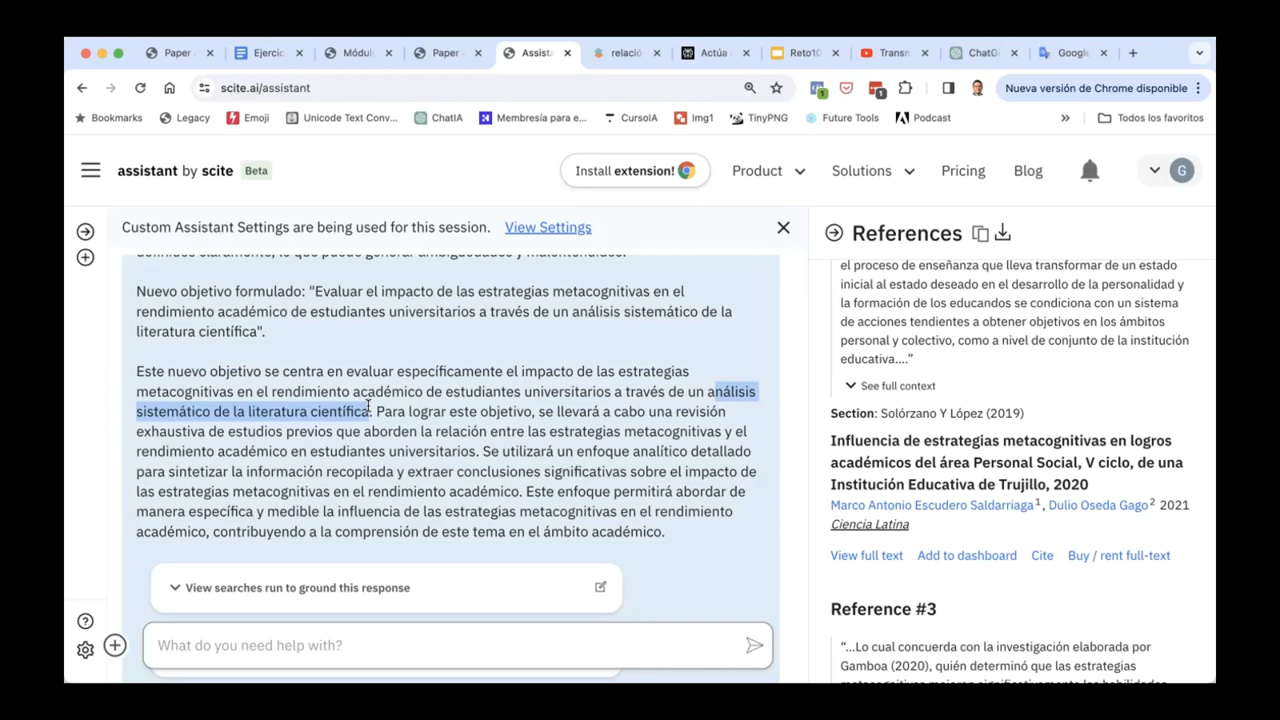 Paper
Ejercic
Módul
Paper
Assist
relació
Actúa
Reto10
Transn
ChatG
Google
scite.ai/assistant
1
1
Nueva versión de Chrome disponible
Bookmarks
Legacy
Emoji
Unicode Text Conv...
ChatIA
Membresía para e...
CursoIA
Img1
TinyPNG
Future Tools
Podcast
Todos los favoritos
assistant by scite Beta
Install extension!
Product
Solutions
Pricing
Blog
G
Custom Assistant Settings are being used for this session. View Settings
definidos claramente, lo que puede generar ambigüedades y malentendidos.
Nuevo objetivo formulado: "Evaluar el impacto de las estrategias metacognitivas en el
rendimiento académico de estudiantes universitarios a través de un análisis sistemático de la
literatura científica".
Este nuevo objetivo se centra en evaluar específicamente el impacto de las estrategias
metacognitivas en el rendimiento académico de estudiantes universitarios a través de un análisis
sistemático de la literatura científica. Para lograr este objetivo, se llevará a cabo una revisión
exhaustiva de estudios previos que aborden la relación entre las estrategias metacognitivas y el
rendimiento académico en estudiantes universitarios. Se utilizará un enfoque analítico detallado
para sintetizar la información recopilada y extraer conclusiones significativas sobre el impacto de
las estrategias metacognitivas en el rendimiento académico. Este enfoque permitirá abordar de
manera específica y medible la influencia de las estrategias metacognitivas en el rendimiento
académico, contribuyendo a la comprensión de este tema en el ámbito académico.
View searches run to ground this response
What do you need help with?
References
el proceso de enseñanza que lleva transformar de un estado
inicial al estado deseado en el desarrollo de la personalidad y
la formación de los educandos se condiciona con un sistema
de acciones tendientes a obtener objetivos en los ámbitos
personal y colectivo, como a nivel de conjunto de la institución
educativa....”
See full context
Section: Solórzano Y López (2019)
Influencia de estrategias metacognitivas en logros
académicos del área Personal Social, V ciclo, de una
Institución Educativa de Trujillo, 2020
Marco Antonio Escudero Saldarriaga1, Dulio Oseda Gago2 2021
Ciencia Latina
View full text
Add to dashboard
Cite
Buy / rent full-text
Reference #3
“...Lo cual concuerda con la investigación elaborada por
Gamboa (2020), quién determinó que las estrategias